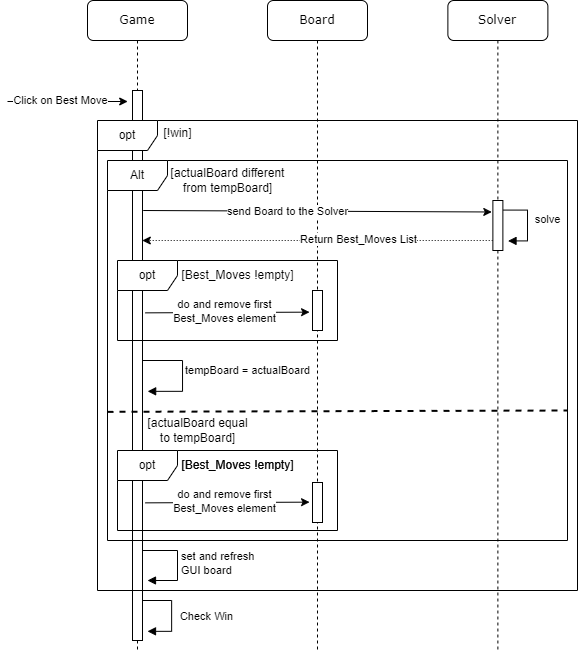 Game
Board
Solver
Click on Best Move
opt
[!win]
Alt
[actualBoard different
from tempBoard]
send Board to the Solver
solve
Return Best_Moves List
opt
[Best_Moves !empty]
do and remove first
Best_Moves element
tempBoard = actualBoard
[actualBoard equal
to tempBoard]
opt
[Best_Moves !empty]
do and remove first
Best_Moves element
set and refresh
GUI board
Check Win